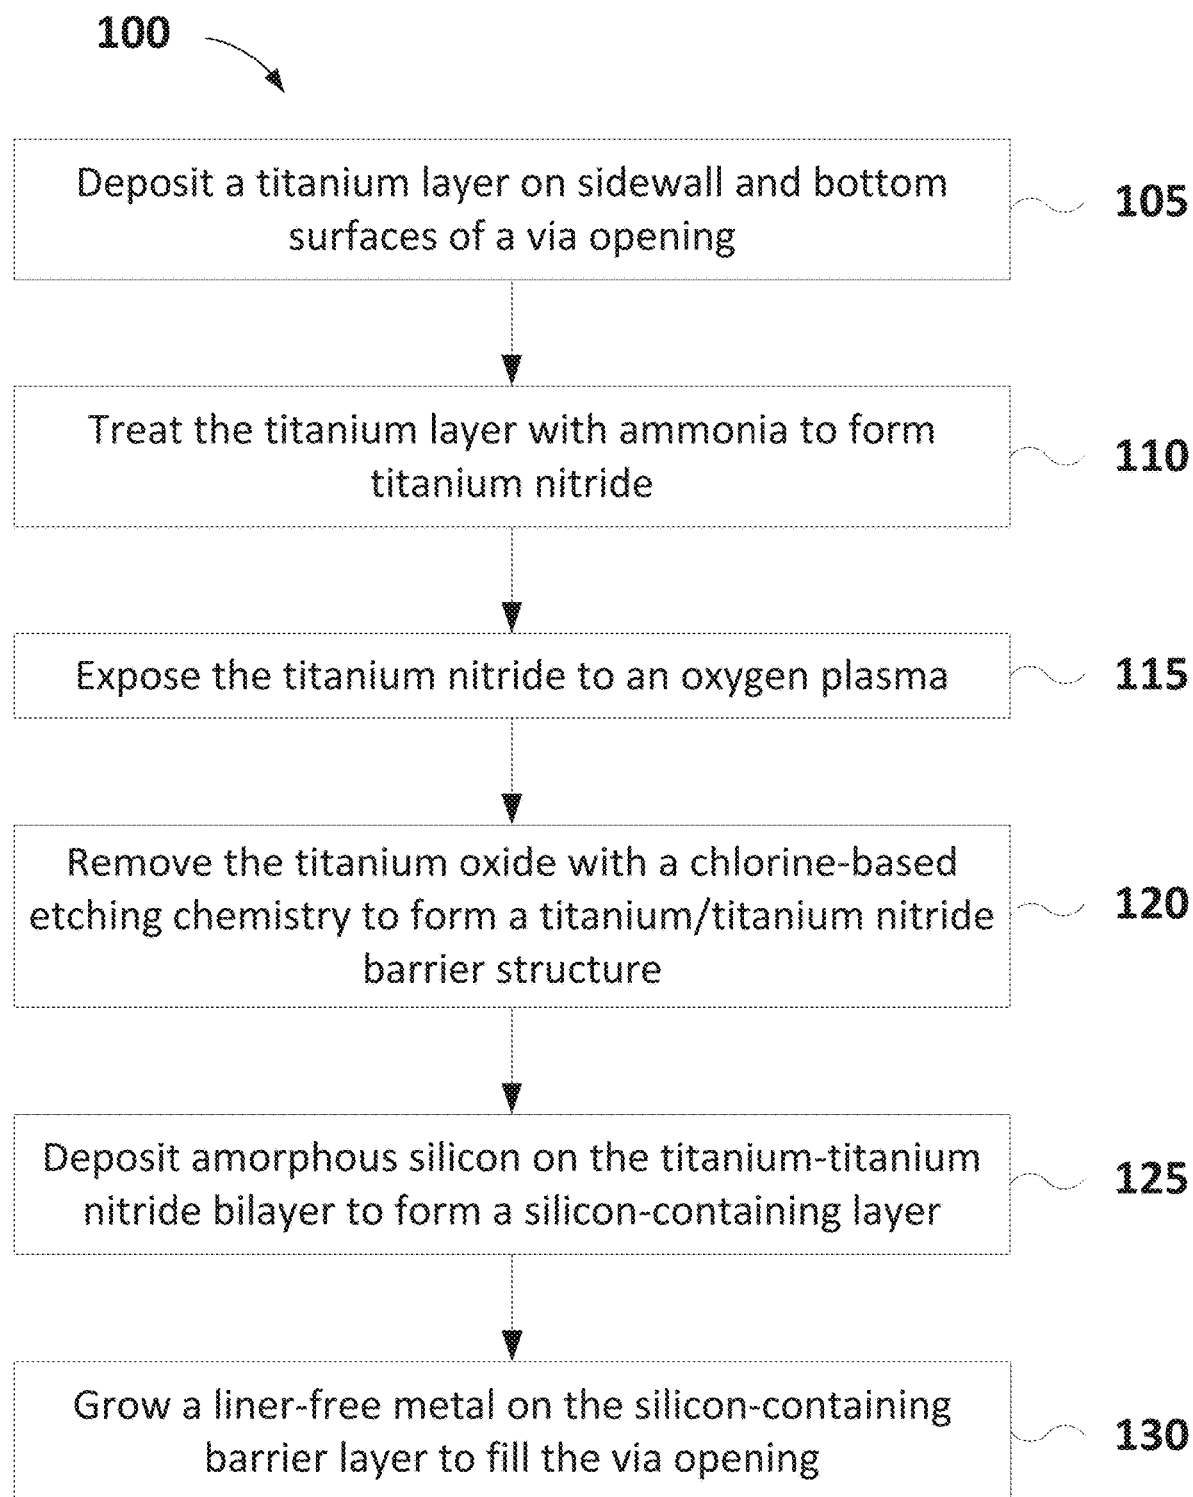 100
Deposit a titanium layer on sidewall and bottom
surfaces of a via opening
105
Treat the titanium layer with ammonia to form
titanium nitride
110
Expose the titanium nitride to an oxygen plasma
115
Remove the titanium oxide with a chlorine-based
etching chemistry to form a titanium/titanium nitride
barrier structure
120
Deposit amorphous silicon on the titanium-titanium
nitride bilayer to form a silicon-containing layer
125
Grow a liner-free metal on the silicon-containing
barrier layer to fill the via opening
130